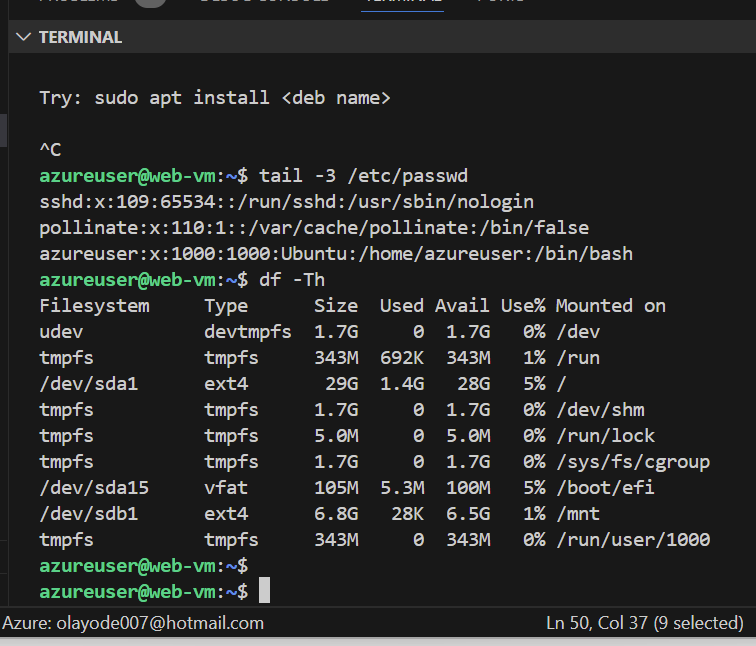 TERMINAL
Try: sudo apt install <deb name>
^C
azureuser@web-vm:~$ tail -3 /etc/passwd
sshd:x:109:65534::/run/sshd:/usr/sbin/nologin
pollinate:x:110:1::/var/cache/pollinate:/bin/false
azureuser:x:1000:1000:Ubuntu:/home/azureuser:/bin/bash
azureuser@web-vm:~$ df -Th
Filesystem     Type      Size  Used Avail Use% Mounted on
udev           devtmpfs  1.7G     0  1.7G   0% /dev
tmpfs          tmpfs     343M  692K  343M   1% /run
/dev/sda1      ext4       29G  1.4G   28G   5% /
tmpfs          tmpfs     1.7G     0  1.7G   0% /dev/shm
tmpfs          tmpfs     5.0M     0  5.0M   0% /run/lock
tmpfs          tmpfs     1.7G     0  1.7G   0% /sys/fs/cgroup
/dev/sda15     vfat      105M  5.3M  100M   5% /boot/efi
/dev/sdb1      ext4      6.8G   28K  6.5G   1% /mnt
tmpfs          tmpfs     343M     0  343M   0% /run/user/1000
azureuser@web-vm:~$
azureuser@web-vm:~$
Azure: olayode007@hotmail.com Ln 50, Col 37 (9 selected)